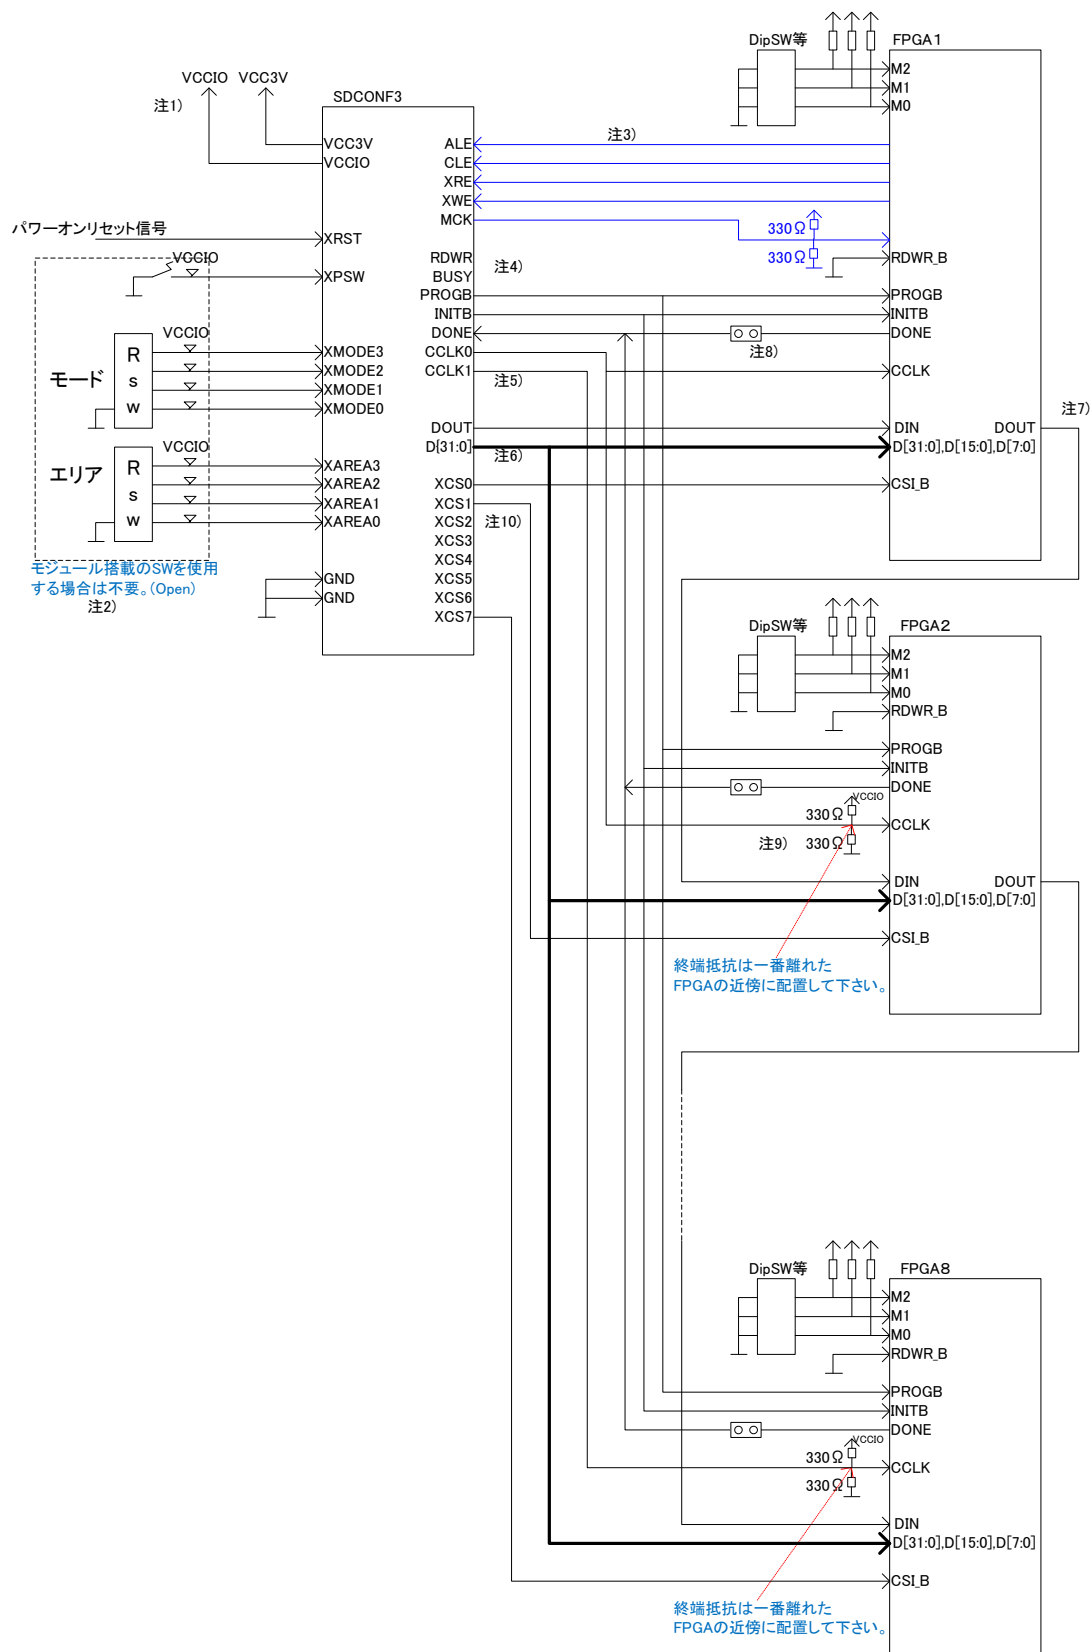 DipSW等
FPGA1
M2
M1
M0
VCCIO VCC3V
注1)
SDCONF3
VCC3V
VCCIO
ALE
CLE
XRE
XWE
MCK
注3)
330Ω
330Ω
パワーオンリセット信号
XRST
VCCIO
XPSW
RDWR
BUSY
PROGB
INITB
DONE
CCLK0
CCLK1
注4)
注5)
RDWR_B
PROGB
INITB
DONE
注8)
CCLK
モード
R
s
w
VCCIO
XMODE3
XMODE2
XMODE1
XMODE0
注7)
DOUT
D[31:0]
注6)
DIN
DOUT
D[31:0],D[15:0],D[7:0]
CSI_B
エリア
R
s
w
VCCIO
XAREA3
XAREA2
XAREA1
XAREA0
XCS0
XCS1
XCS2
XCS3
XCS4
XCS5
XCS6
XCS7
注10)
モジュール搭載のSWを使用
する場合は不要。(Open)
注2)
GND
GND
DipSW等
FPGA2
M2
M1
M0
RDWR_B
PROGB
INITB
DONE
VCCIO
330Ω
注9)
330Ω
CCLK
DIN
DOUT
D[31:0],D[15:0],D[7:0]
CSI_B
終端抵抗は一番離れた
FPGAの近傍に配置して下さい。
DipSW等
FPGA8
M2
M1
M0
RDWR_B
PROGB
INITB
DONE
VCCIO
330Ω
330Ω
CCLK
DIN
D[31:0],D[15:0],D[7:0]
CSI_B
終端抵抗は一番離れた
FPGAの近傍に配置して下さい。